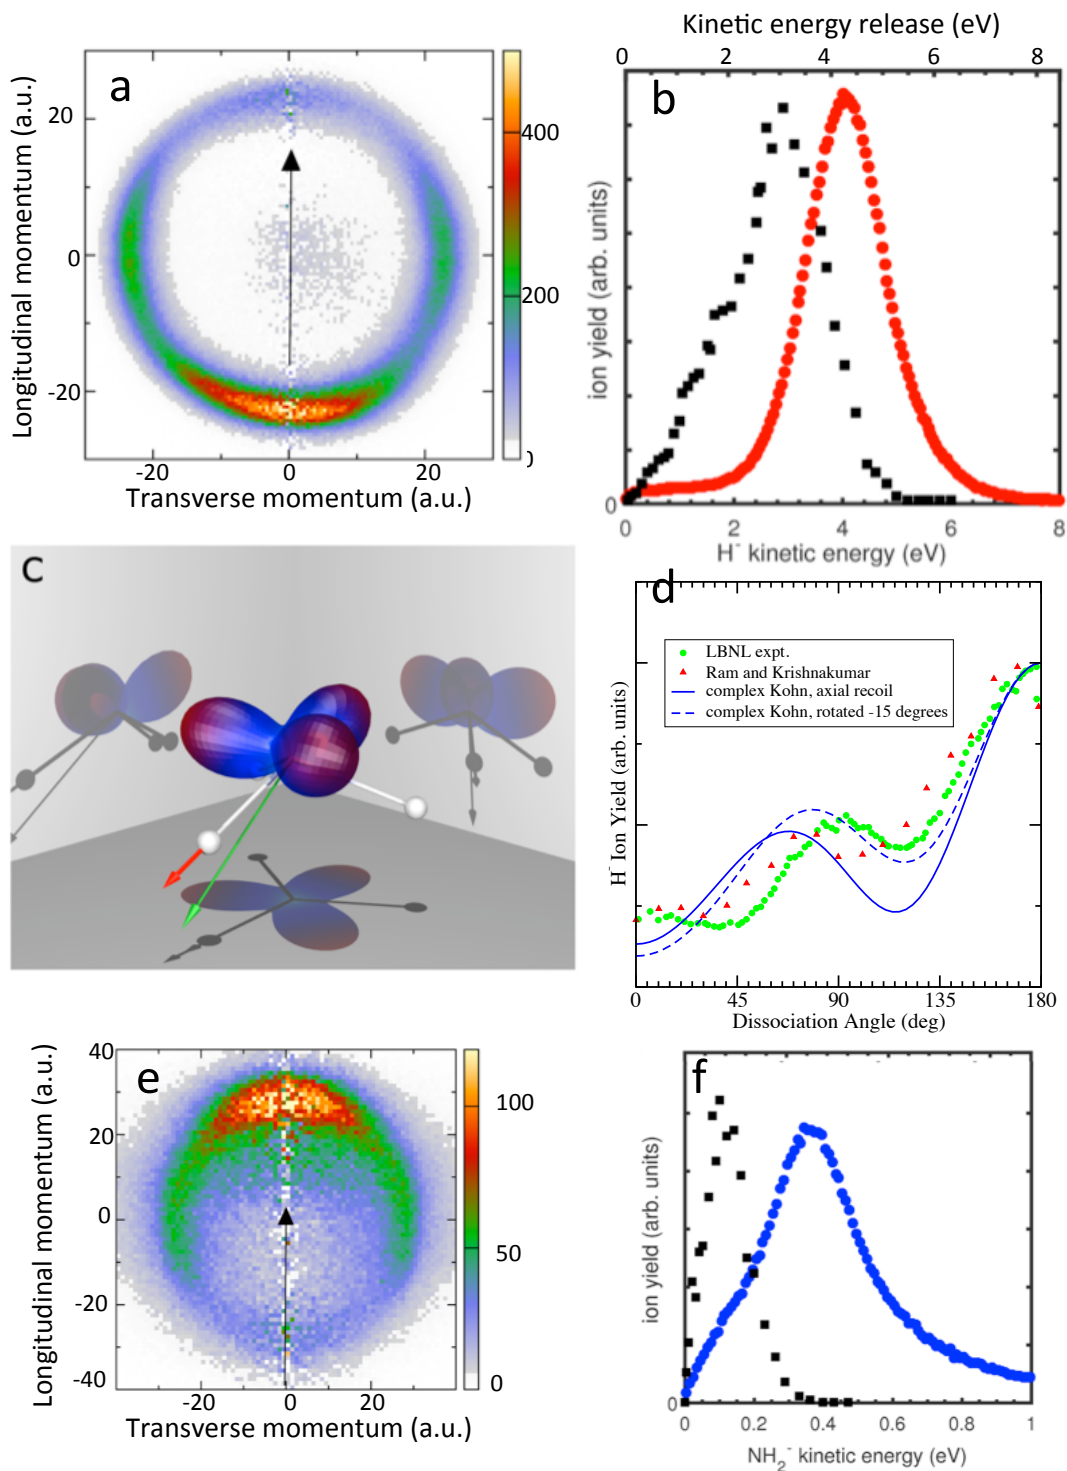 a
Longitudinal momentum (a.u.)
20
0
-20
-20
0
20
Transverse momentum (a.u.)
400
200
0
Kinetic energy release (eV)
0 2 4 6 8
b
ion yield (arb. units)
0
0 2 4 6 8
H⁻ kinetic energy (eV)
c
d
LBNL expt.
Ram and Krishnakumar
complex Kohn, axial recoil
complex Kohn, rotated -15 degrees
H⁻ Ion Yield (arb. units)
0 45 90 135 180
Dissociation Angle (deg)
e
Longitudinal momentum (a.u.)
40
20
0
-20
-40
-20 0 20
Transverse momentum (a.u.)
100
50
0
f
ion yield (arb. units)
0
0 0.2 0.4 0.6 0.8 1
NH₂⁻ kinetic energy (eV)